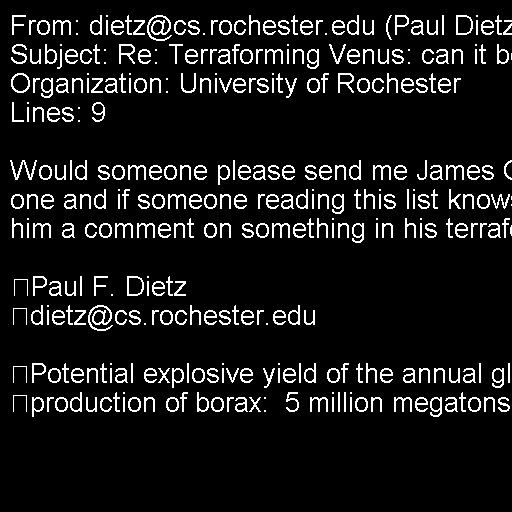 From: dietz@cs.rochester.edu (Paul Dietz
Subject: Re: Terraforming Venus: can it b
Organization: University of Rochester
Lines: 9

Would someone please send me James
one and if someone reading this list know
him a comment on something in his terraf

Paul F. Dietz
dietz@cs.rochester.edu

Potential explosive yield of the annual gl
production of borax:  5 million megatons